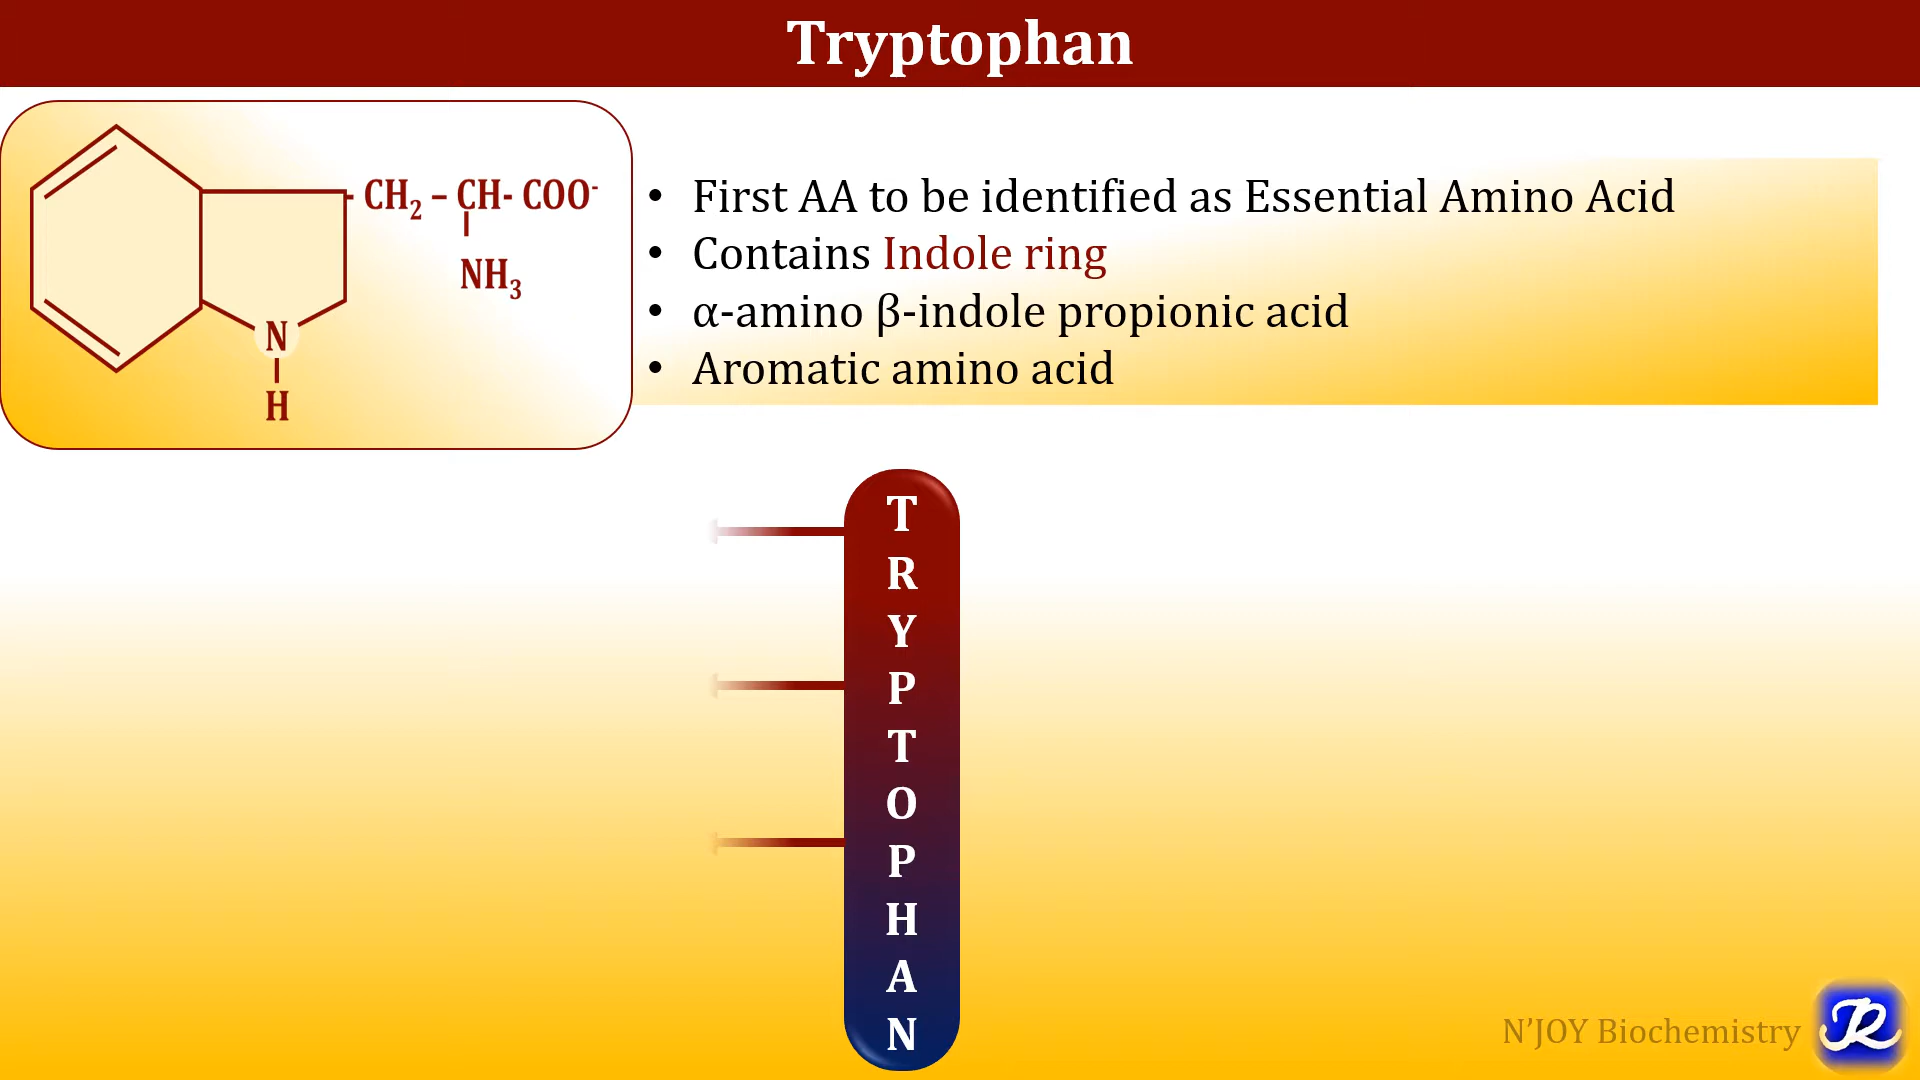 Tryptophan
CH₂ – CH- COO⁻
NH₃
N
H
• First AA to be identified as Essential Amino Acid
• Contains Indole ring
• α-amino β-indole propionic acid
• Aromatic amino acid
T
R
Y
P
T
O
P
H
A
N
N’JOY Biochemistry
JR